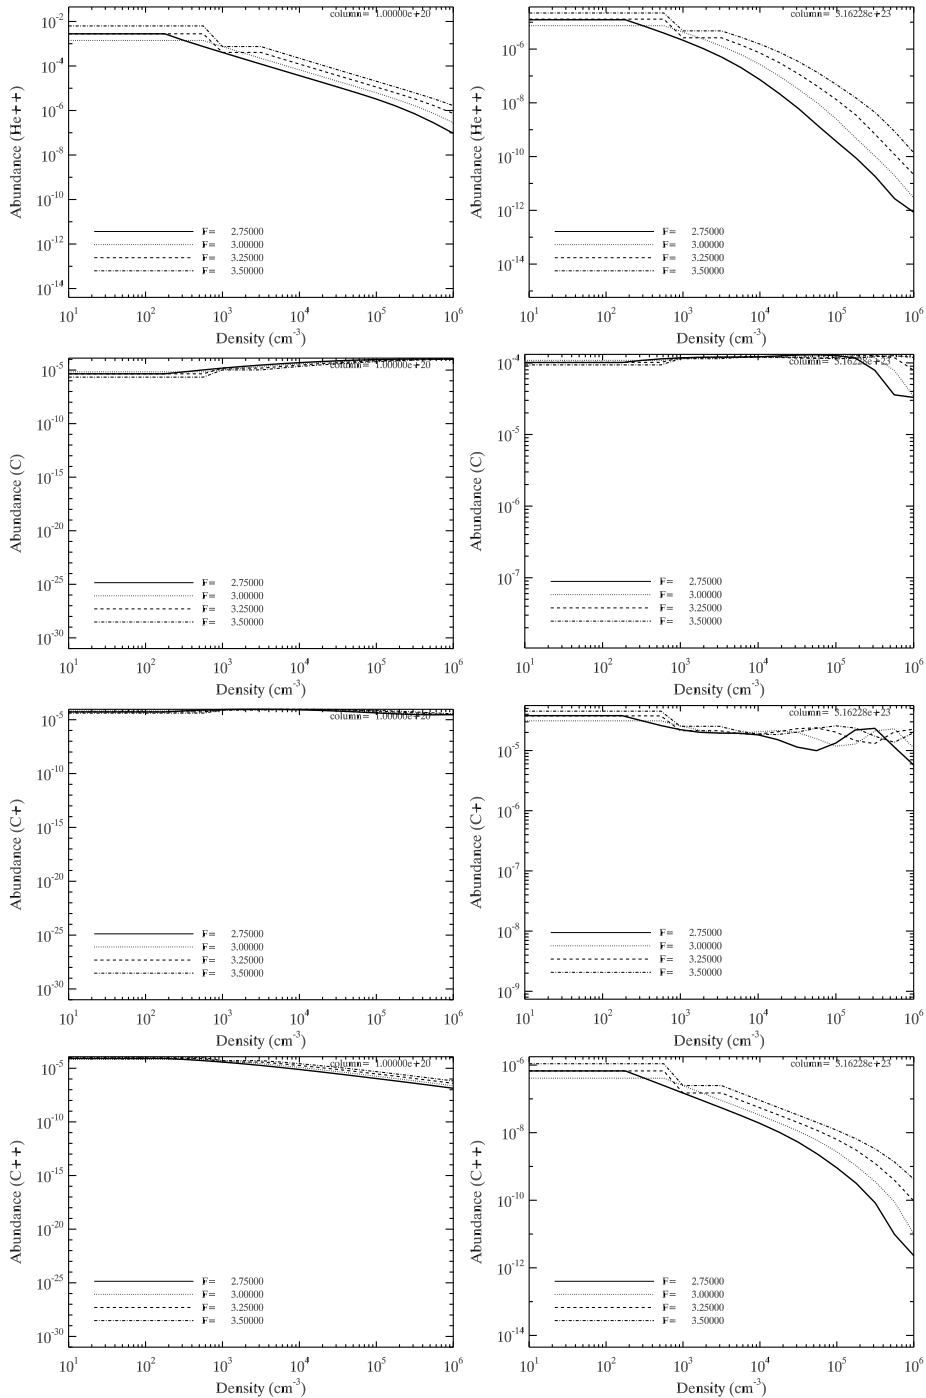 column= 1.00000e+20
10^-2
10^-4
10^-6
10^-8
10^-10
10^-12
10^-14
Abundance (He++)
F= 2.75000
F= 3.00000
F= 3.25000
F= 3.50000
10^1 10^2 10^3 10^4 10^5 10^6
Density (cm^-3)
column= 3.16228e+23
10^-6
10^-8
10^-10
10^-12
10^-14
Abundance (He++)
F= 2.75000
F= 3.00000
F= 3.25000
F= 3.50000
10^1 10^2 10^3 10^4 10^5 10^6
Density (cm^-3)
column= 1.00000e+20
10^-5
10^-10
10^-15
10^-20
10^-25
10^-30
Abundance (C)
F= 2.75000
F= 3.00000
F= 3.25000
F= 3.50000
10^1 10^2 10^3 10^4 10^5 10^6
Density (cm^-3)
column= 3.16228e+23
10^-4
10^-5
10^-6
10^-7
Abundance (C)
F= 2.75000
F= 3.00000
F= 3.25000
F= 3.50000
10^1 10^2 10^3 10^4 10^5 10^6
Density (cm^-3)
column= 1.00000e+20
10^-5
10^-10
10^-15
10^-20
10^-25
10^-30
Abundance (C+)
F= 2.75000
F= 3.00000
F= 3.25000
F= 3.50000
10^1 10^2 10^3 10^4 10^5 10^6
Density (cm^-3)
column= 3.16228e+23
10^-5
10^-6
10^-7
10^-8
10^-9
Abundance (C+)
F= 2.75000
F= 3.00000
F= 3.25000
F= 3.50000
10^1 10^2 10^3 10^4 10^5 10^6
Density (cm^-3)
column= 1.00000e+20
10^-5
10^-10
10^-15
10^-20
10^-25
10^-30
Abundance (C++)
F= 2.75000
F= 3.00000
F= 3.25000
F= 3.50000
10^1 10^2 10^3 10^4 10^5 10^6
Density (cm^-3)
column= 3.16228e+23
10^-6
10^-8
10^-10
10^-12
10^-14
Abundance (C++)
F= 2.75000
F= 3.00000
F= 3.25000
F= 3.50000
10^1 10^2 10^3 10^4 10^5 10^6
Density (cm^-3)